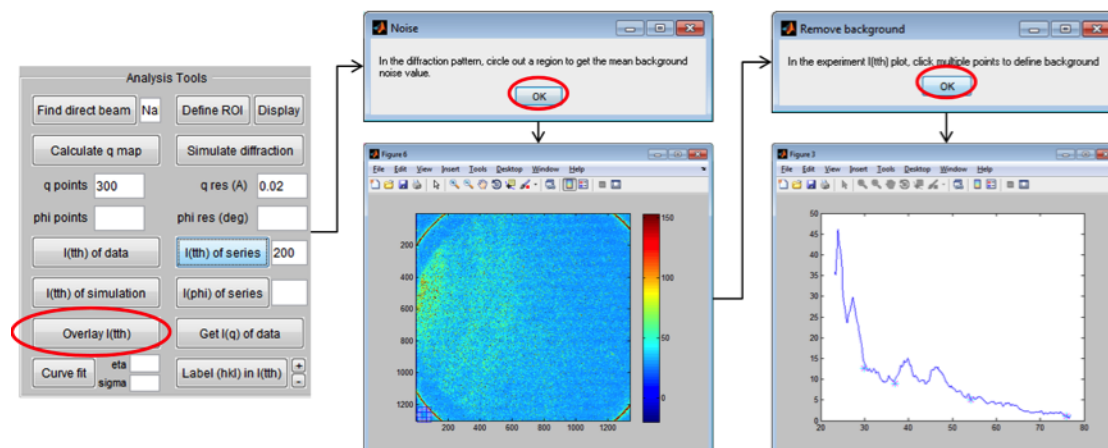 Analysis Tools
Find direct beam Na Define ROI Display
Calculate q map Simulate diffraction
q points 300 q res (A) 0.02
phi points phi res (deg)
I(tth) of data I(tth) of series 200
I(tth) of simulation I(phi) of series
Overlay I(tth) Get I(q) of data
Curve fit eta sigma Label (hkl) in I(tth) + -
Noise
In the diffraction pattern, circle out a region to get the mean background
noise value.
OK
Figure 6
File Edit View Insert Tools Desktop Window Help
150
100
50
0
200
400
600
800
1000
1200
200 400 600 800 1000 1200
Remove background
In the experiment I(tth) plot, click multiple points to define background
OK
Figure 3
File Edit View Insert Tools Desktop Window Help
50
45
40
35
30
25
20
15
10
5
0
20 30 40 50 60 70 80